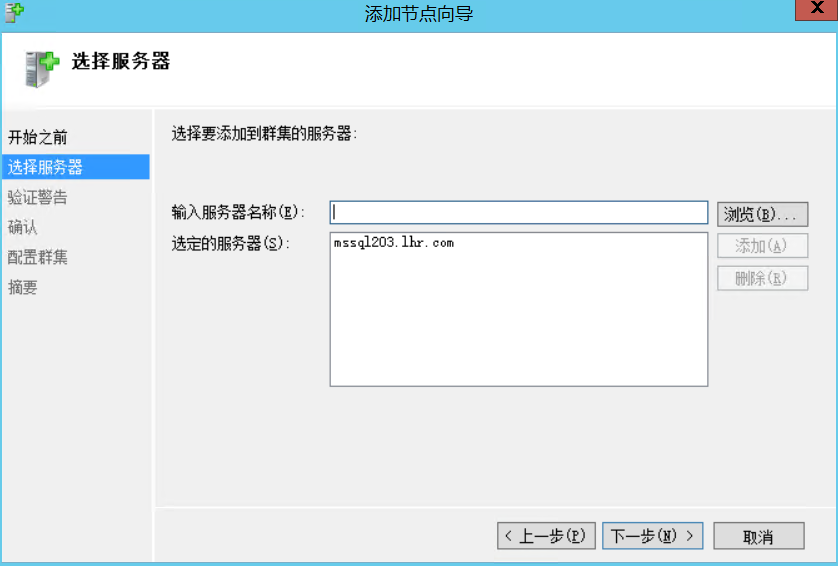 添加节点向导
X
选择服务器
开始之前
选择服务器
验证警告
确认
配置群集
摘要
选择要添加到群集的服务器:
输入服务器名称(E):
浏览(B)...
选定的服务器(S):
mssql203.lhr.com
添加(A)
删除(R)
< 上一步(P)
下一步(N) >
取消